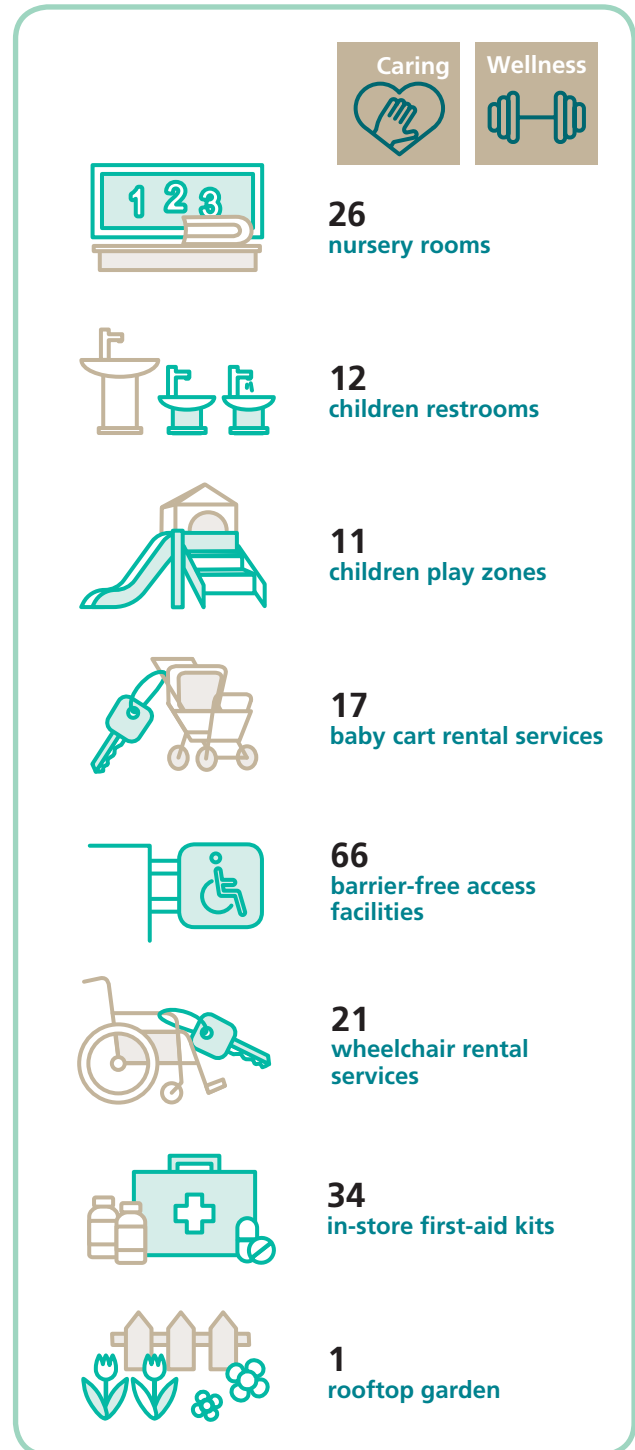 Caring
Wellness
1 2 3
26
nursery rooms
12
children restrooms
11
children play zones
17
baby cart rental services
66
barrier-free access
facilities
21
wheelchair rental
services
34
in-store first-aid kits
1
rooftop garden